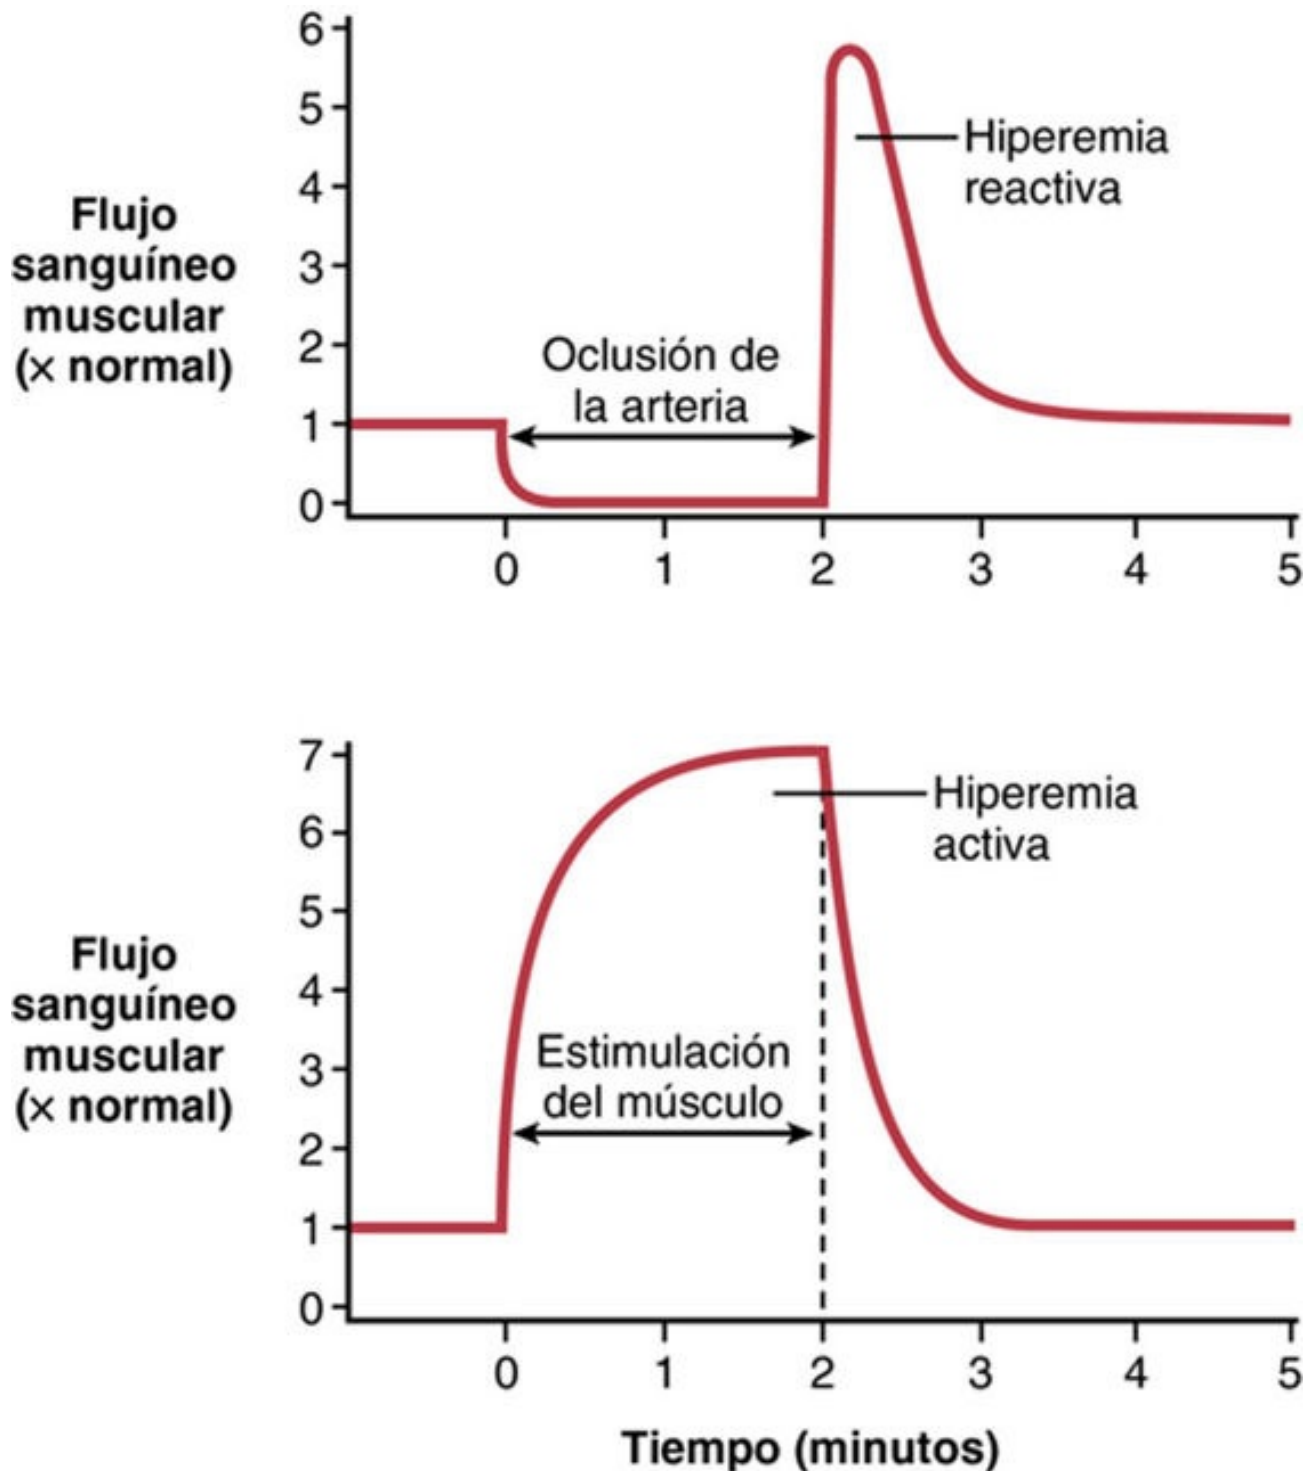 6
5
4
3
2
1
0
Flujo
sanguíneo
muscular
(× normal)
Hiperemia
reactiva
Oclusión de
la arteria
0 1 2 3 4 5
7
6
5
4
3
2
1
0
Flujo
sanguíneo
muscular
(× normal)
Hiperemia
activa
Estimulación
del músculo
0 1 2 3 4 5
Tiempo (minutos)